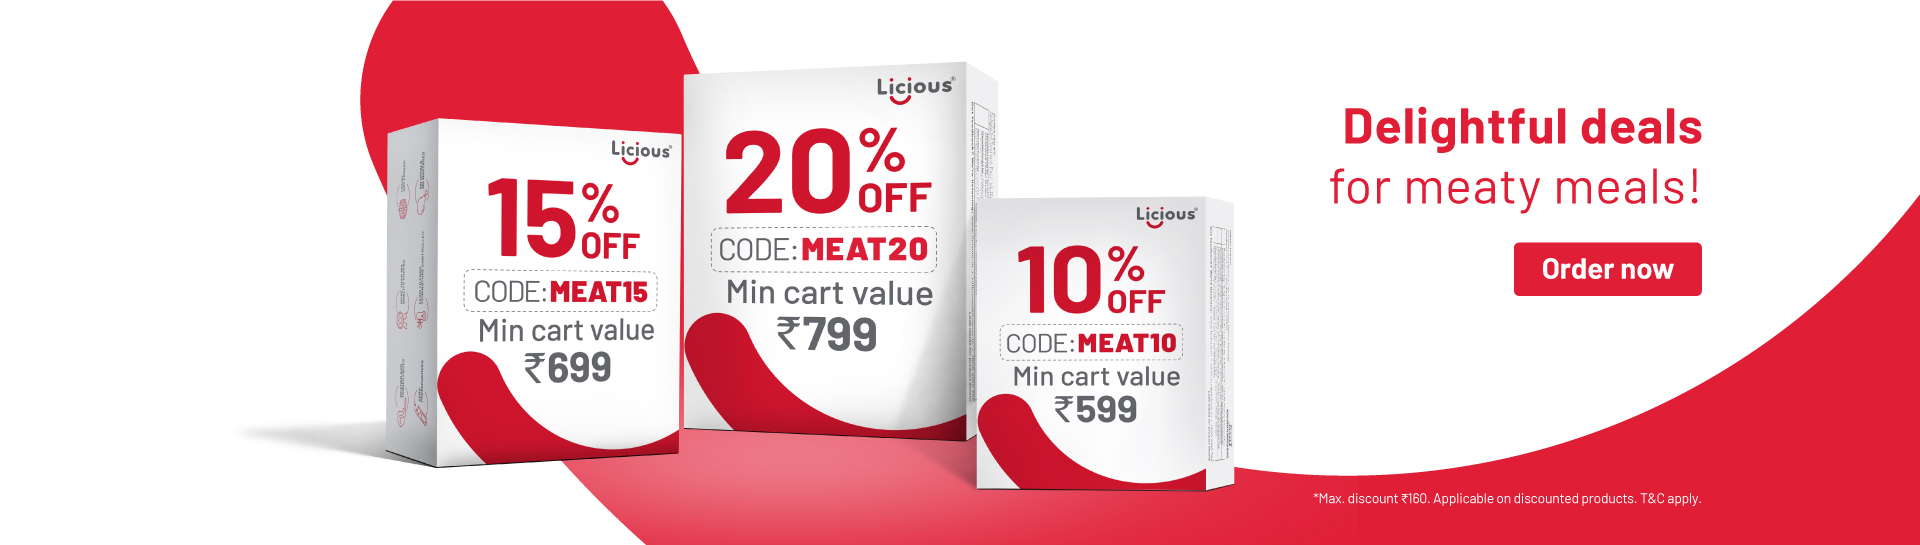 Licious®
15% OFF
CODE:MEAT15
Min cart value
₹699
Licious®
20% OFF
CODE:MEAT20
Min cart value
₹799
Licious®
10% OFF
CODE:MEAT10
Min cart value
₹599
Delightful deals
for meaty meals!
Order now
*Max. discount ₹160. Applicable on discounted products. T&C apply.